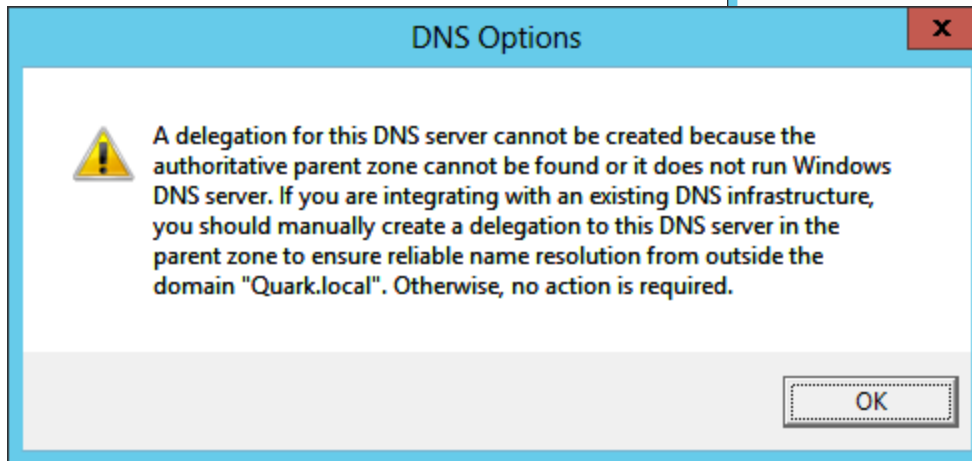 DNS Options
x
A delegation for this DNS server cannot be created because the
authoritative parent zone cannot be found or it does not run Windows
DNS server. If you are integrating with an existing DNS infrastructure,
you should manually create a delegation to this DNS server in the
parent zone to ensure reliable name resolution from outside the
domain "Quark.local". Otherwise, no action is required.
OK